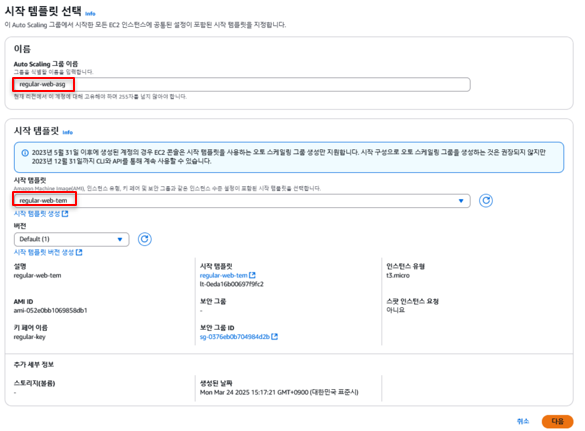 시작 템플릿 선택 Info
이 Auto Scaling 그룹에서 시작한 모든 EC2 인스턴스에 공통된 설정이 포함된 시작 템플릿을 지정합니다.
이름
Auto Scaling 그룹 이름
그룹을 식별할 이름을 입력합니다.
regular-web-asg
현재 리전에서 이 계정에 대해 고유해야 하며 255자를 넘지 않아야 합니다.
시작 템플릿 Info
2023년 5월 31일 이후에 생성된 계정의 경우 EC2 콘솔은 시작 템플릿을 사용하는 오토 스케일링 그룹 생성만 지원합니다. 시작 구성으로 오토 스케일링 그룹을 생성하는 것은 권장되지 않지만
2023년 12월 31일까지 CLI와 API를 통해 계속 사용할 수 있습니다.
시작 템플릿
Amazon Machine Image(AMI), 인스턴스 유형, 키 페어 및 보안 그룹과 같은 인스턴스 수준 설정이 포함된 시작 템플릿을 선택합니다.
regular-web-tem
시작 템플릿 생성
버전
Default (1)
시작 템플릿 버전 생성
설명 시작 템플릿 인스턴스 유형
regular-web-tem regular-web-tem t3.micro
lt-0eda16b00697f9fc2
AMI ID 보안 그룹 스팟 인스턴스 요청
ami-052e0bb1069858db1 - 아니요
키 페어 이름 보안 그룹 ID
regular-key sg-0376eb0b704984d2b
추가 세부 정보
스토리지(볼륨) 생성된 날짜
- Mon Mar 24 2025 15:17:21 GMT+0900 (대한민국 표준시)
취소 다음